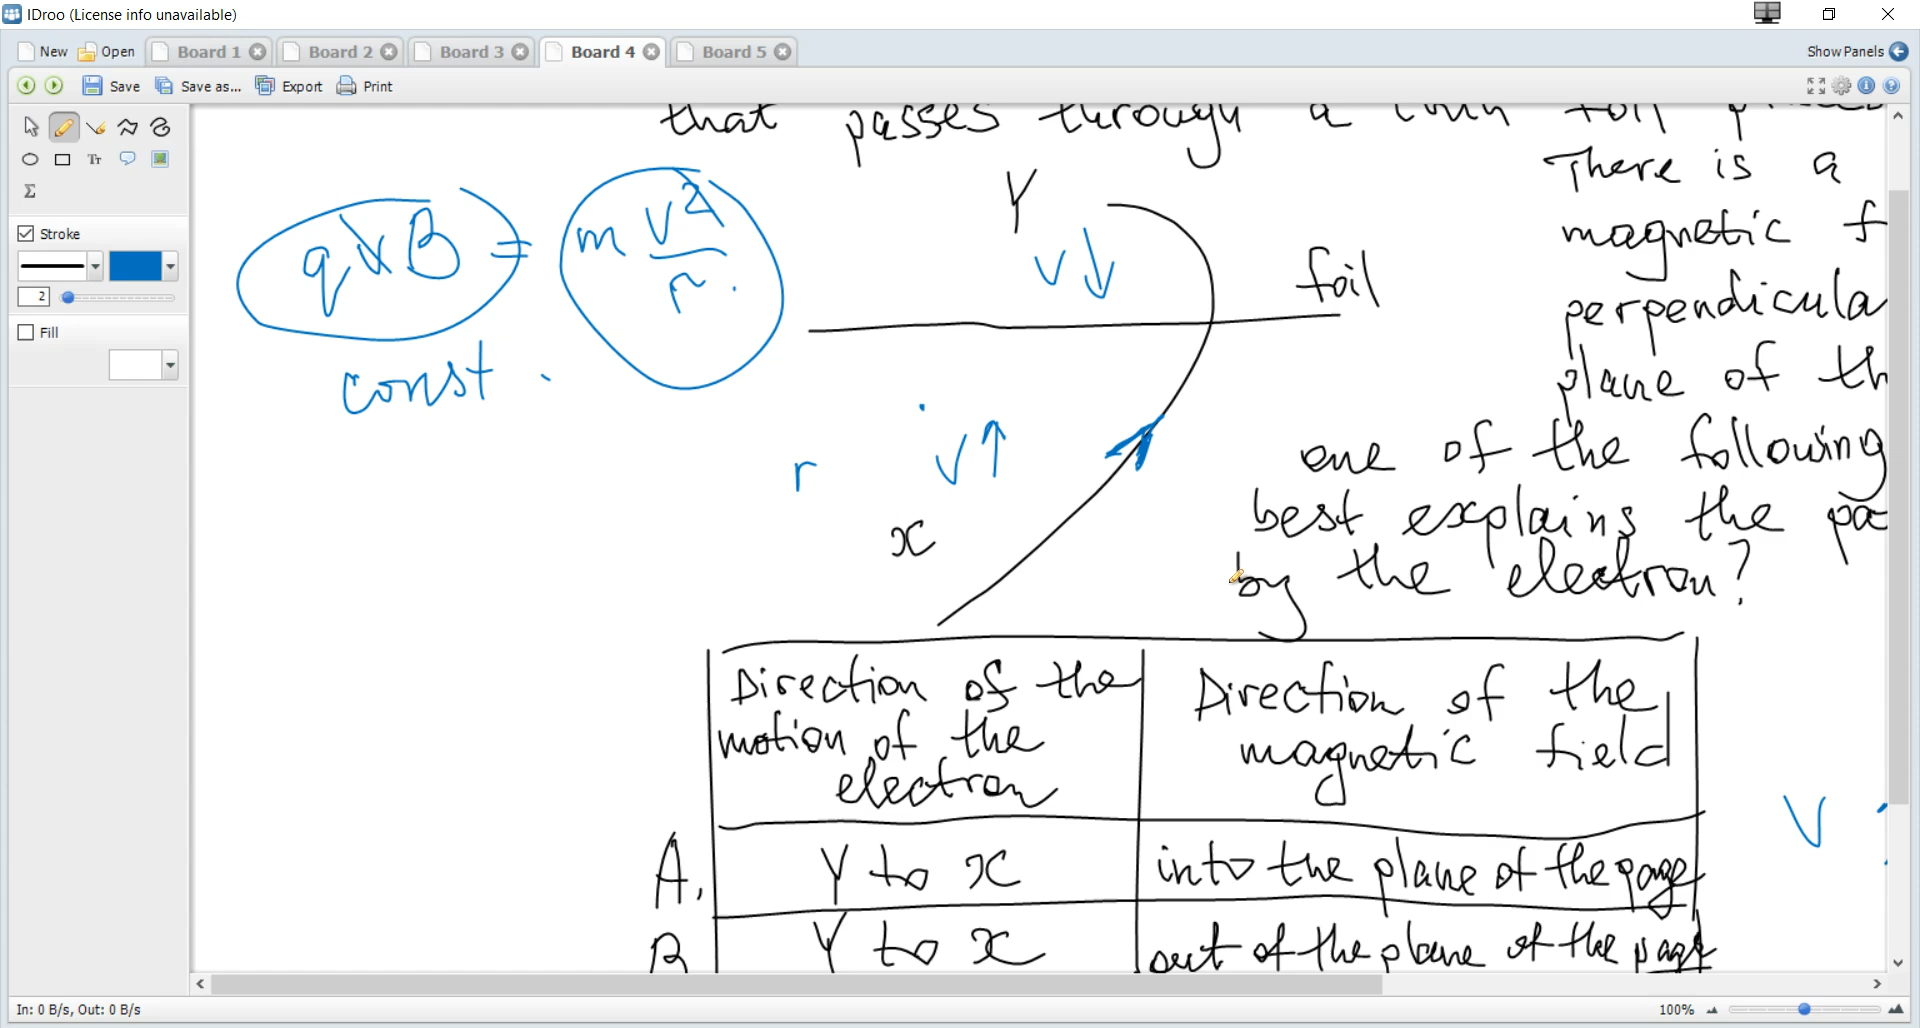 IDroo (License info unavailable)
New Open Board 1 Board 2 Board 3 Board 4 Board 5 Show Panels
Save Save as... Export Print
Tt
Σ
Stroke
2
Fill
that passes through a foil
There is a
magnetic f
perpendicula
plane of th
one of the following
best explains the pa
by the electron?
qvB = m v² / r
const.
Y
v ↓
foil
r v ↑
x
Direction of the motion of the electron Direction of the magnetic field
A. Y to x into the plane of the page
B Y to x out of the plane of the page
V
In: 0 B/s, Out: 0 B/s 100%